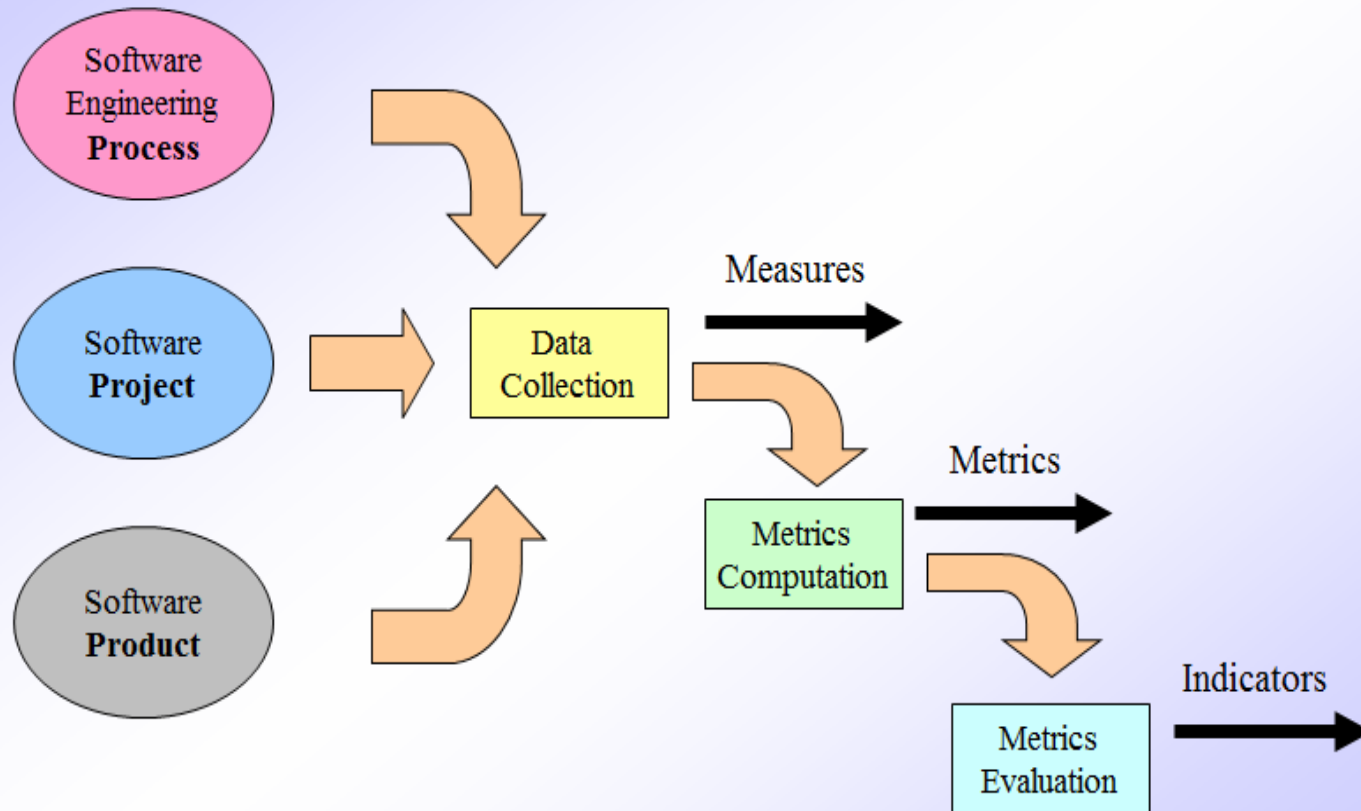 Software
Engineering
Process
Software
Project
Software
Product
Data
Collection
Measures
Metrics
Computation
Metrics
Metrics
Evaluation
Indicators